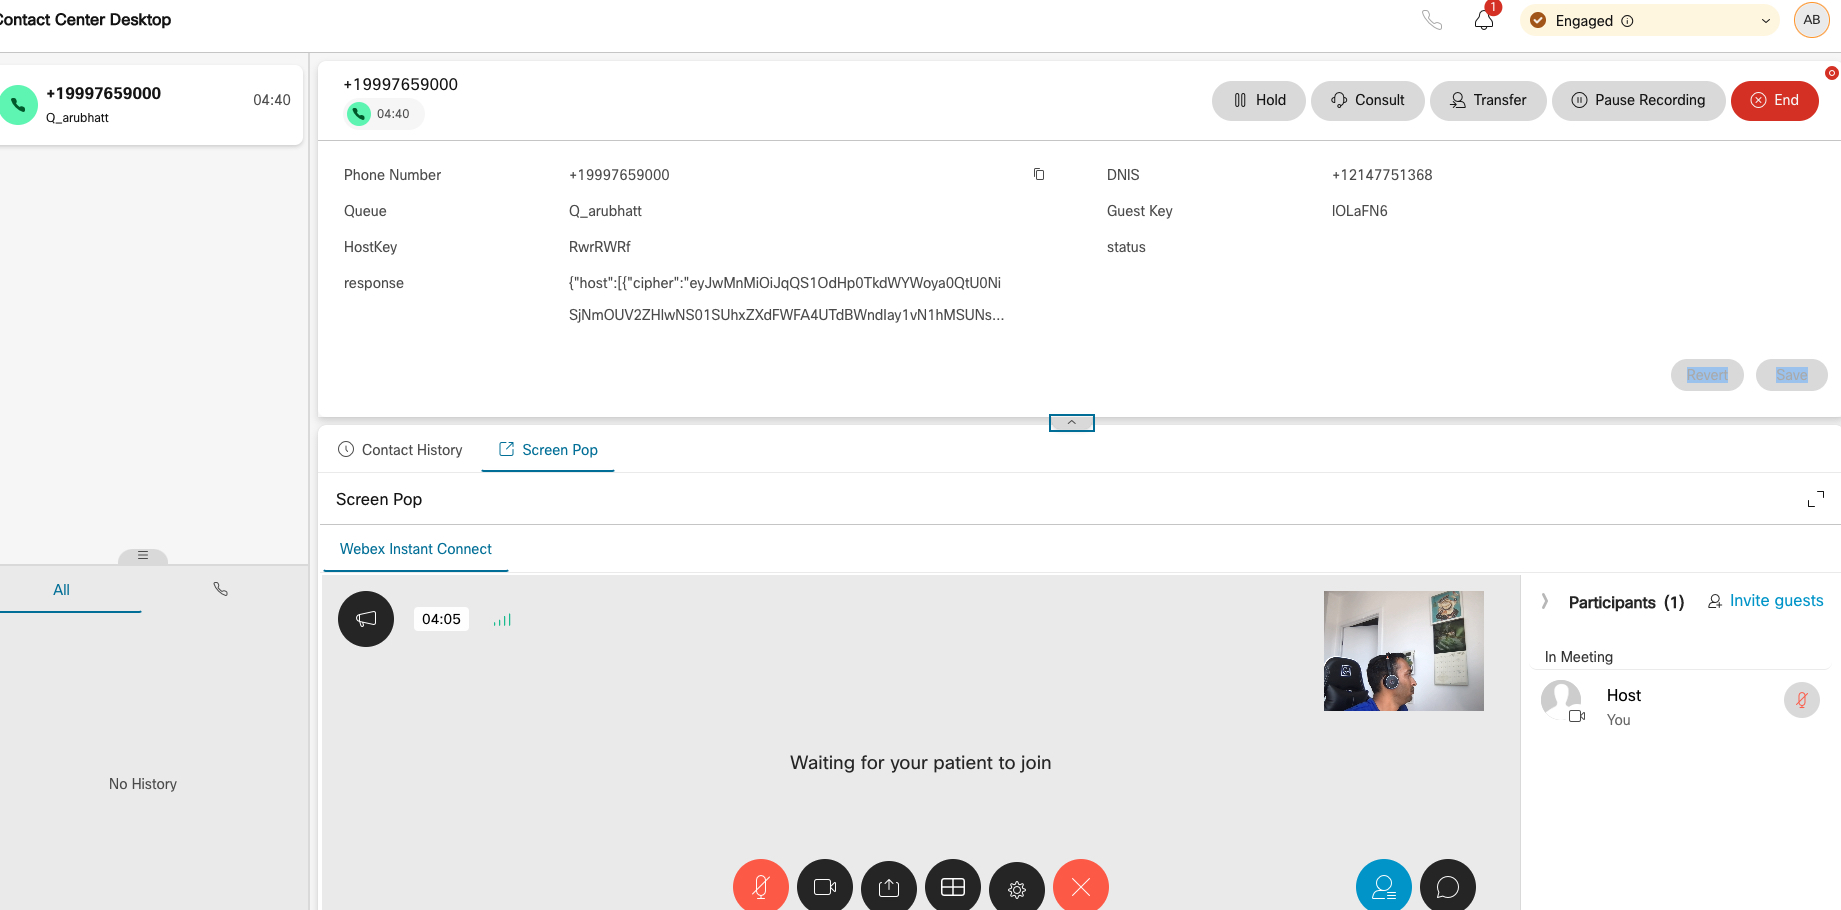 Contact Center Desktop
1
Engaged
AB
+19997659000
Q_arubhatt
04:40
+19997659000
04:40
Hold
Consult
Transfer
Pause Recording
End
Phone Number
+19997659000
DNIS
+12147751368
Queue
Q_arubhatt
Guest Key
lOLaFN6
HostKey
RwrRWRf
status
response
{"host":[{"cipher":"eyJwMnMiOiJqQS1OdHp0TkdWYWoya0QtU0Ni
SjNmOUV2ZHlwNS01SUhxZXdFWFA4UTdBWndIay1vN1hMSUNs...
Revert
Save
Contact History
Screen Pop
Screen Pop
Webex Instant Connect
04:05
Participants (1)
Invite guests
In Meeting
Host
You
Waiting for your patient to join
All
No History